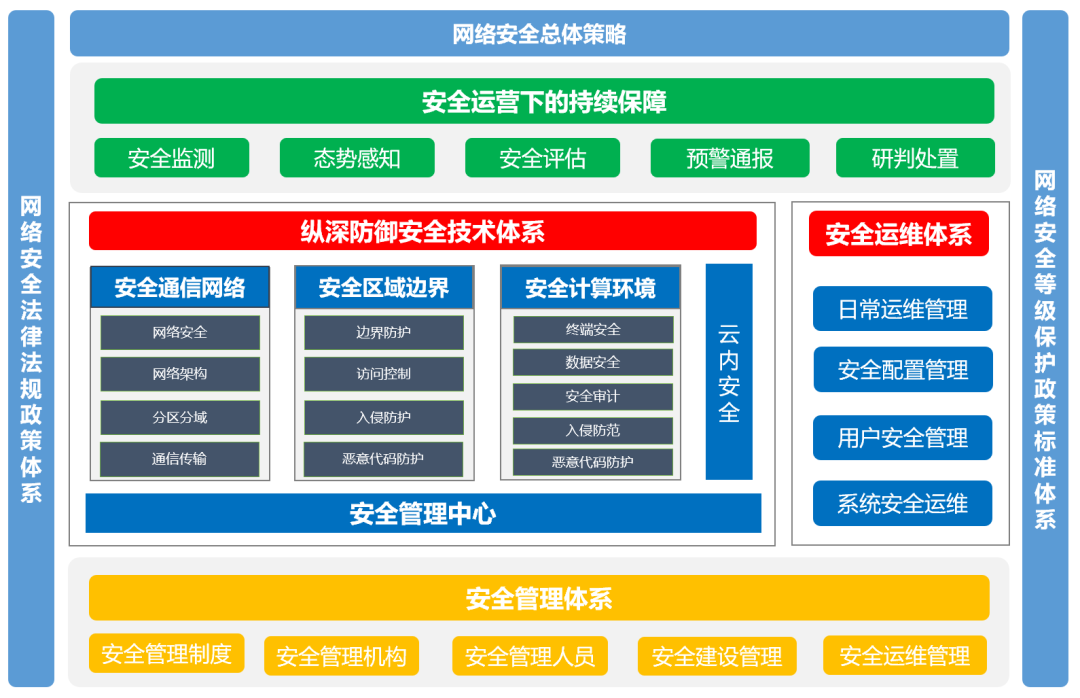 网络安全总体策略
网络安全法律法规政策体系
网络安全等级保护政策标准体系
安全运营下的持续保障
安全监测
态势感知
安全评估
预警通报
研判处置
纵深防御安全技术体系
安全通信网络
网络安全
网络架构
分区分域
通信传输
安全区域边界
边界防护
访问控制
入侵防护
恶意代码防护
安全计算环境
终端安全
数据安全
安全审计
入侵防范
恶意代码防护
云内安全
安全管理中心
安全运维体系
日常运维管理
安全配置管理
用户安全管理
系统安全运维
安全管理体系
安全管理制度
安全管理机构
安全管理人员
安全建设管理
安全运维管理